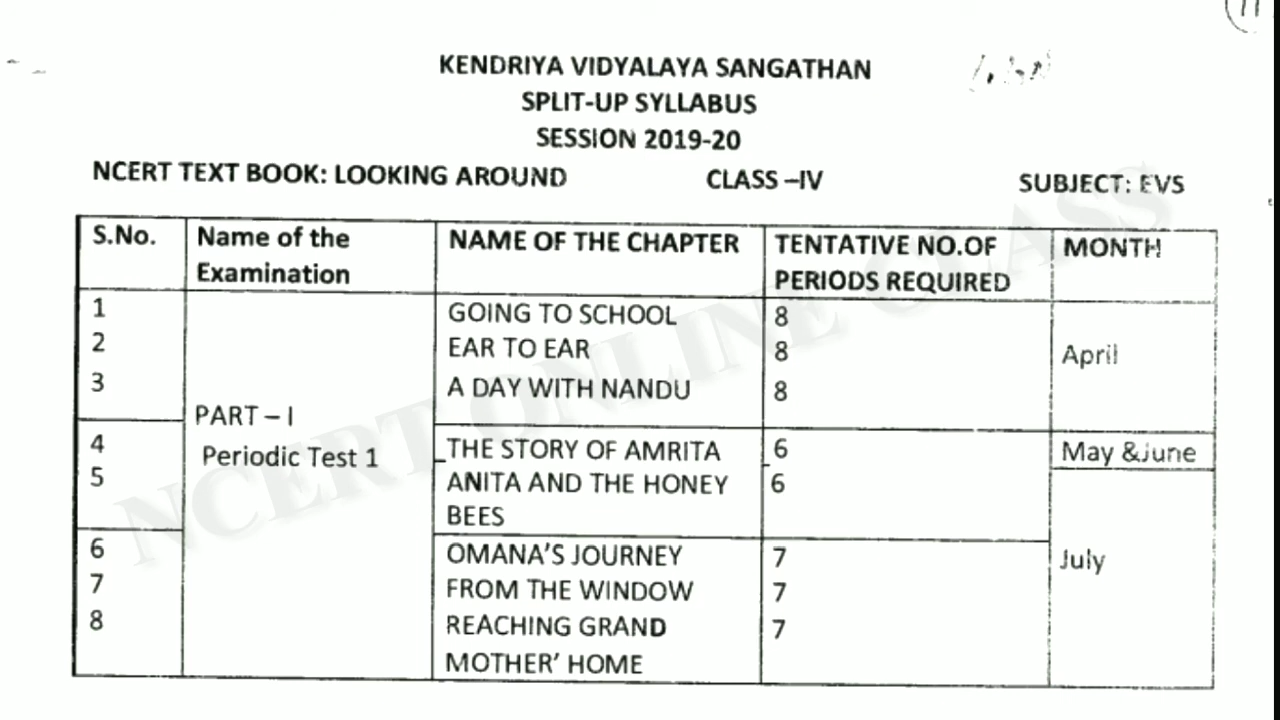 11
KENDRIYA VIDYALAYA SANGATHAN
SPLIT-UP SYLLABUS
SESSION 2019-20
NCERT TEXT BOOK: LOOKING AROUND CLASS –IV SUBJECT: EVS
S.No. Name of the Examination NAME OF THE CHAPTER TENTATIVE NO.OF PERIODS REQUIRED MONTH
1 GOING TO SCHOOL 8
2 EAR TO EAR 8 April
3 A DAY WITH NANDU 8
PART – I
Periodic Test 1
4 THE STORY OF AMRITA 6 May &June
5 ANITA AND THE HONEY 6
BEES
6 OMANA'S JOURNEY 7 July
7 FROM THE WINDOW 7
8 REACHING GRAND 7
MOTHER' HOME
NCERT ONLINE CLASS